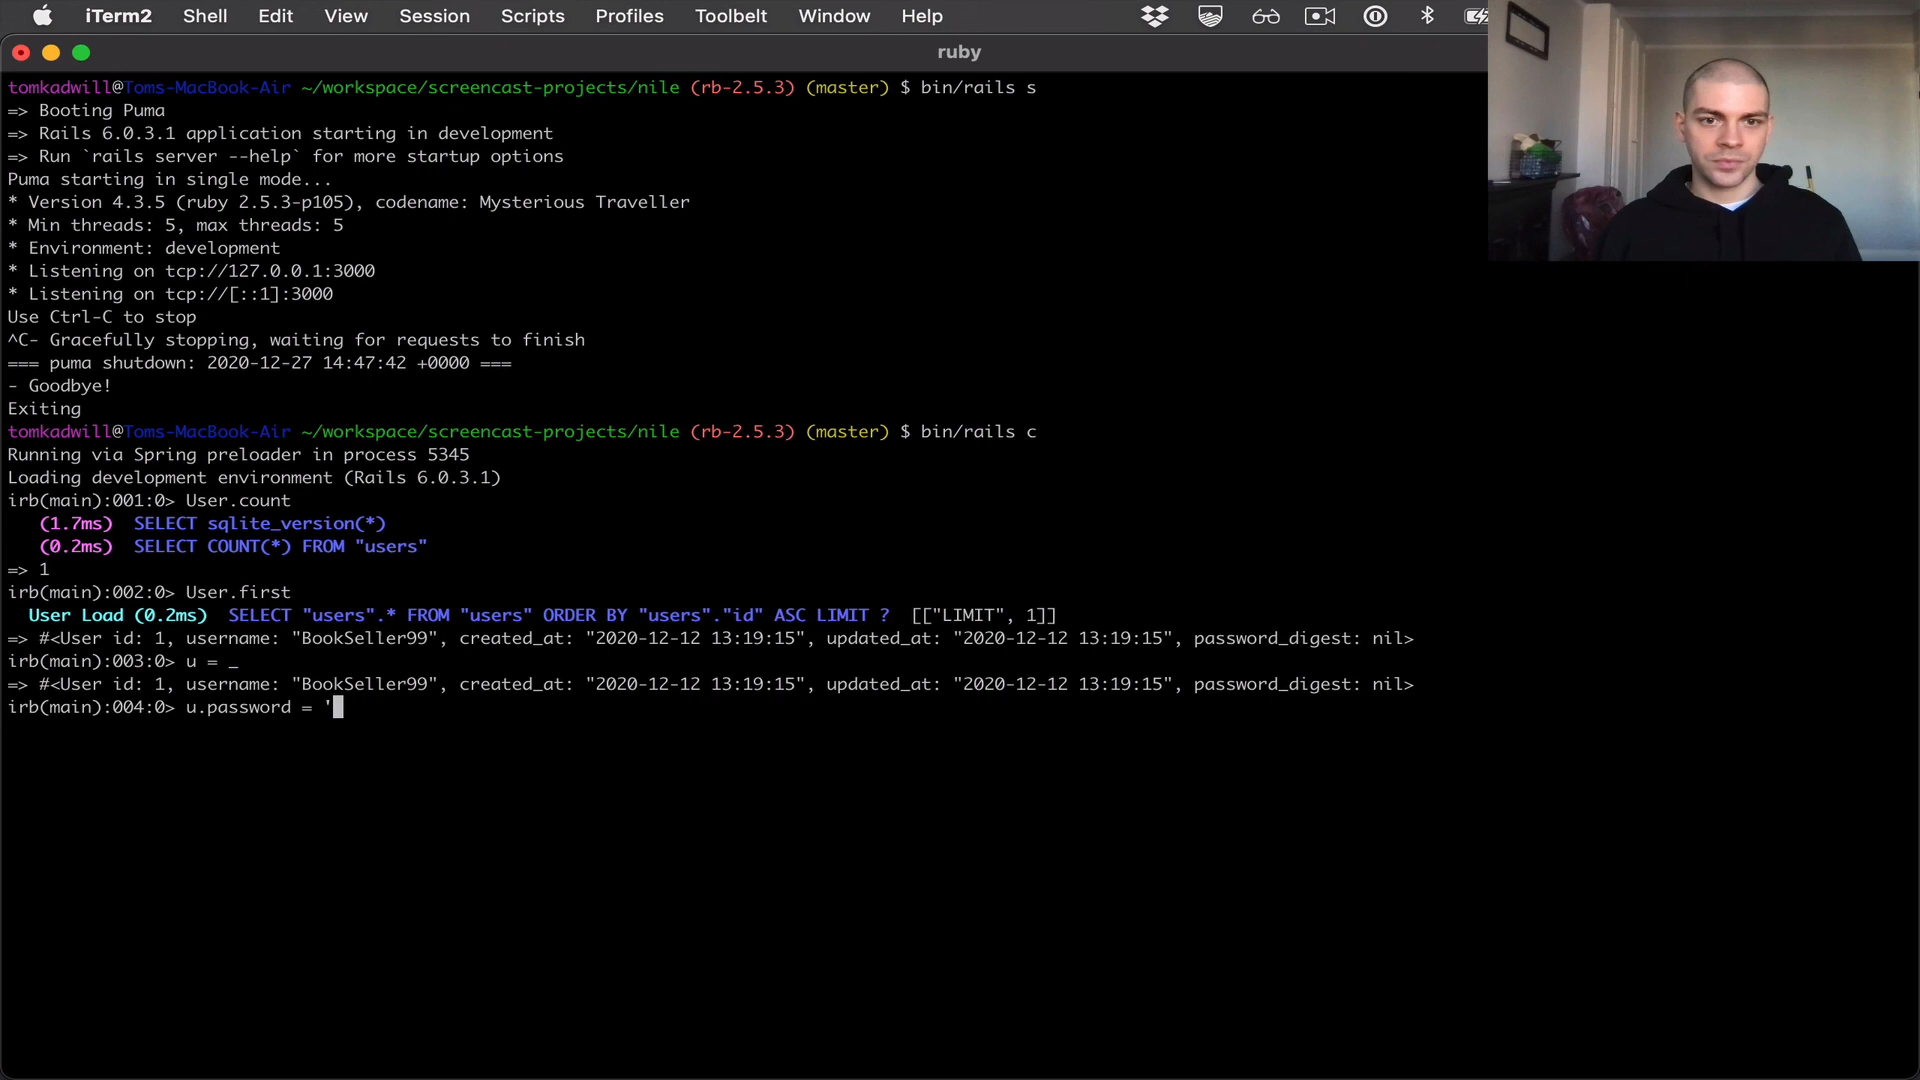 iTerm2 Shell Edit View Session Scripts Profiles Toolbelt Window Help
ruby
tomkadwill@Toms-MacBook-Air ~/workspace/screencast-projects/nile (rb-2.5.3) (master) $ bin/rails s
=> Booting Puma
=> Rails 6.0.3.1 application starting in development
=> Run `rails server --help` for more startup options
Puma starting in single mode...
* Version 4.3.5 (ruby 2.5.3-p105), codename: Mysterious Traveller
* Min threads: 5, max threads: 5
* Environment: development
* Listening on tcp://127.0.0.1:3000
* Listening on tcp://[::1]:3000
Use Ctrl-C to stop
^C- Gracefully stopping, waiting for requests to finish
=== puma shutdown: 2020-12-27 14:47:42 +0000 ===
- Goodbye!
Exiting
tomkadwill@Toms-MacBook-Air ~/workspace/screencast-projects/nile (rb-2.5.3) (master) $ bin/rails c
Running via Spring preloader in process 5345
Loading development environment (Rails 6.0.3.1)
irb(main):001:0> User.count
(1.7ms) SELECT sqlite_version(*)
(0.2ms) SELECT COUNT(*) FROM "users"
=> 1
irb(main):002:0> User.first
User Load (0.2ms) SELECT "users".* FROM "users" ORDER BY "users"."id" ASC LIMIT ? [["LIMIT", 1]]
=> #<User id: 1, username: "BookSeller99", created_at: "2020-12-12 13:19:15", updated_at: "2020-12-12 13:19:15", password_digest: nil>
irb(main):003:0> u = _
=> #<User id: 1, username: "BookSeller99", created_at: "2020-12-12 13:19:15", updated_at: "2020-12-12 13:19:15", password_digest: nil>
irb(main):004:0> u.password = '